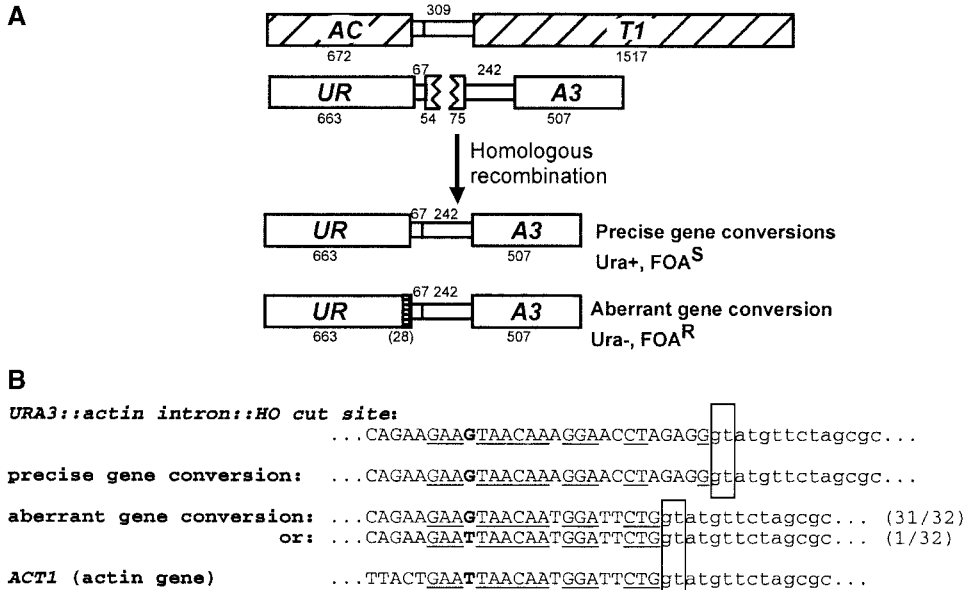 A
309
AC T1
672 1517
67 242
UR A3
663 54 75 507
Homologous
recombination
67 242
UR A3
663 507
Precise gene conversions
Ura+, FOAS
67 242
UR A3
663 (28) 507
Aberrant gene conversion
Ura-, FOAR
B
URA3::actin intron::HO cut site:
...CAGAAGAAGTAACAAAGGAACCTAGAGGgtatgttctagcgc...
precise gene conversion: ...CAGAAGAAGTAACAAAGGAACCTAGAGGgtatgttctagcgc...
aberrant gene conversion: ...CAGAAGAAGTAACAATGGATTCTGgtatgttctagcgc... (31/32)
or: ...CAGAAGAATTAACAATGGATTCTGgtatgttctagcgc... (1/32)
ACT1 (actin gene) ...TTACTGAATTAACAATGGATTCTGgtatgttctagcgc...